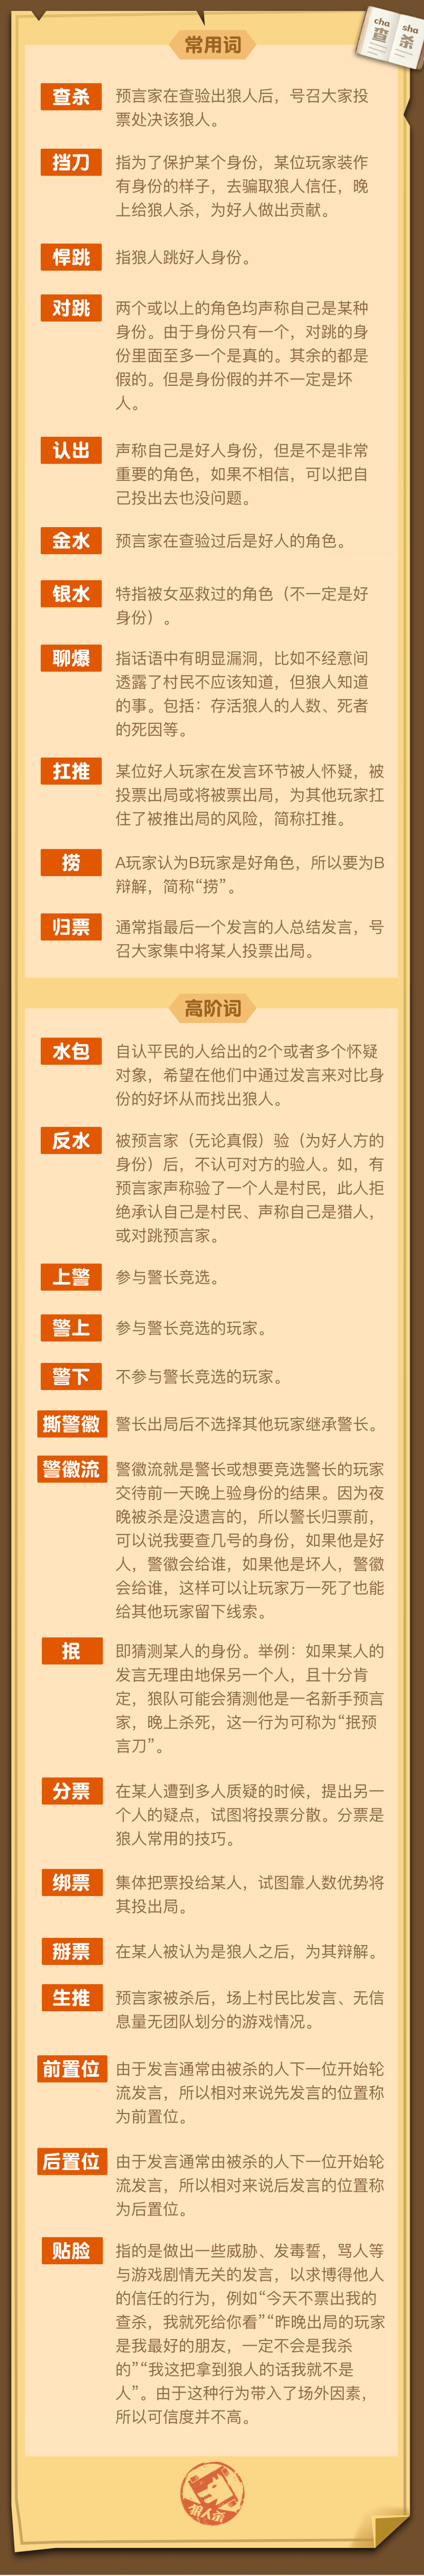 cha
sha
查
杀
常用词
查杀
预言家在查验出狼人后，号召大家投
票处决该狼人。
挡刀
指为了保护某个身份，某位玩家装作
有身份的样子，去骗取狼人信任，晚
上给狼人杀，为好人做出贡献。
悍跳
指狼人跳好人身份。
对跳
两个或以上的角色均声称自己是某种
身份。由于身份只有一个，对跳的身
份里面至多一个是真的。其余的都是
假的。但是身份假的并不一定是坏
人。
认出
声称自己是好人身份，但是不是非常
重要的角色，如果不相信，可以把自
己投出去也没问题。
金水
预言家在查验过后是好人的角色。
银水
特指被女巫救过的角色（不一定是好
身份）。
聊爆
指话语中有明显漏洞，比如不经意间
透露了村民不应该知道，但狼人知道
的事。包括：存活狼人的人数、死者
的死因等。
扛推
某位好人玩家在发言环节被人怀疑，被
投票出局或将被票出局，为其他玩家扛
住了被推出局的风险，简称扛推。
捞
A玩家认为B玩家是好角色，所以要为B
辩解，简称“捞”。
归票
通常指最后一个发言的人总结发言，号
召大家集中将某人投票出局。
高阶词
水包
自认平民的人给出的2个或者多个怀疑
对象，希望在他们中通过发言来对比身
份的好坏从而找出狼人。
反水
被预言家（无论真假）验（为好人方的
身份）后，不认可对方的验人。如，有
预言家声称验了一个人是村民，此人拒
绝承认自己是村民、声称自己是猎人，
或对跳预言家。
上警
参与警长竞选。
警上
参与警长竞选的玩家。
警下
不参与警长竞选的玩家。
撕警徽
警长出局后不选择其他玩家继承警长。
警徽流
警徽流就是警长或想要竞选警长的玩家
交待前一天晚上验身份的结果。因为夜
晚被杀是没遗言的，所以警长归票前，
可以说我要查几号的身份，如果他是好
人，警徽会给谁，如果他是坏人，警徽
会给谁，这样可以让玩家万一死了也能
给其他玩家留下线索。
抿
即猜测某人的身份。举例：如果某人的
发言无理由地保另一个人，且十分肯
定，狼队可能会猜测他是一名新手预言
家，晚上杀死，这一行为可称为“抿预
言刀”。
分票
在某人遭到多人质疑的时候，提出另一
个人的疑点，试图将投票分散。分票是
狼人常用的技巧。
绑票
集体把票投给某人，试图靠人数优势将
其投出局。
掰票
在某人被认为是狼人之后，为其辩解。
生推
预言家被杀后，场上村民比发言、无信
息量无团队划分的游戏情况。
前置位
由于发言通常由被杀的人下一位开始轮
流发言，所以相对来说先发言的位置称
为前置位。
后置位
由于发言通常由被杀的人下一位开始轮
流发言，所以相对来说后发言的位置称
为后置位。
贴脸
指的是做出一些威胁、发毒誓，骂人等
与游戏剧情无关的发言，以求博得他人
的信任的行为，例如“今天不票出我的
查杀，我就死给你看”“昨晚出局的玩家
是我最好的朋友，一定不会是我杀
的”“我这把拿到狼人的话我就不是
人”。由于这种行为带入了场外因素，
所以可信度并不高。
狼人杀